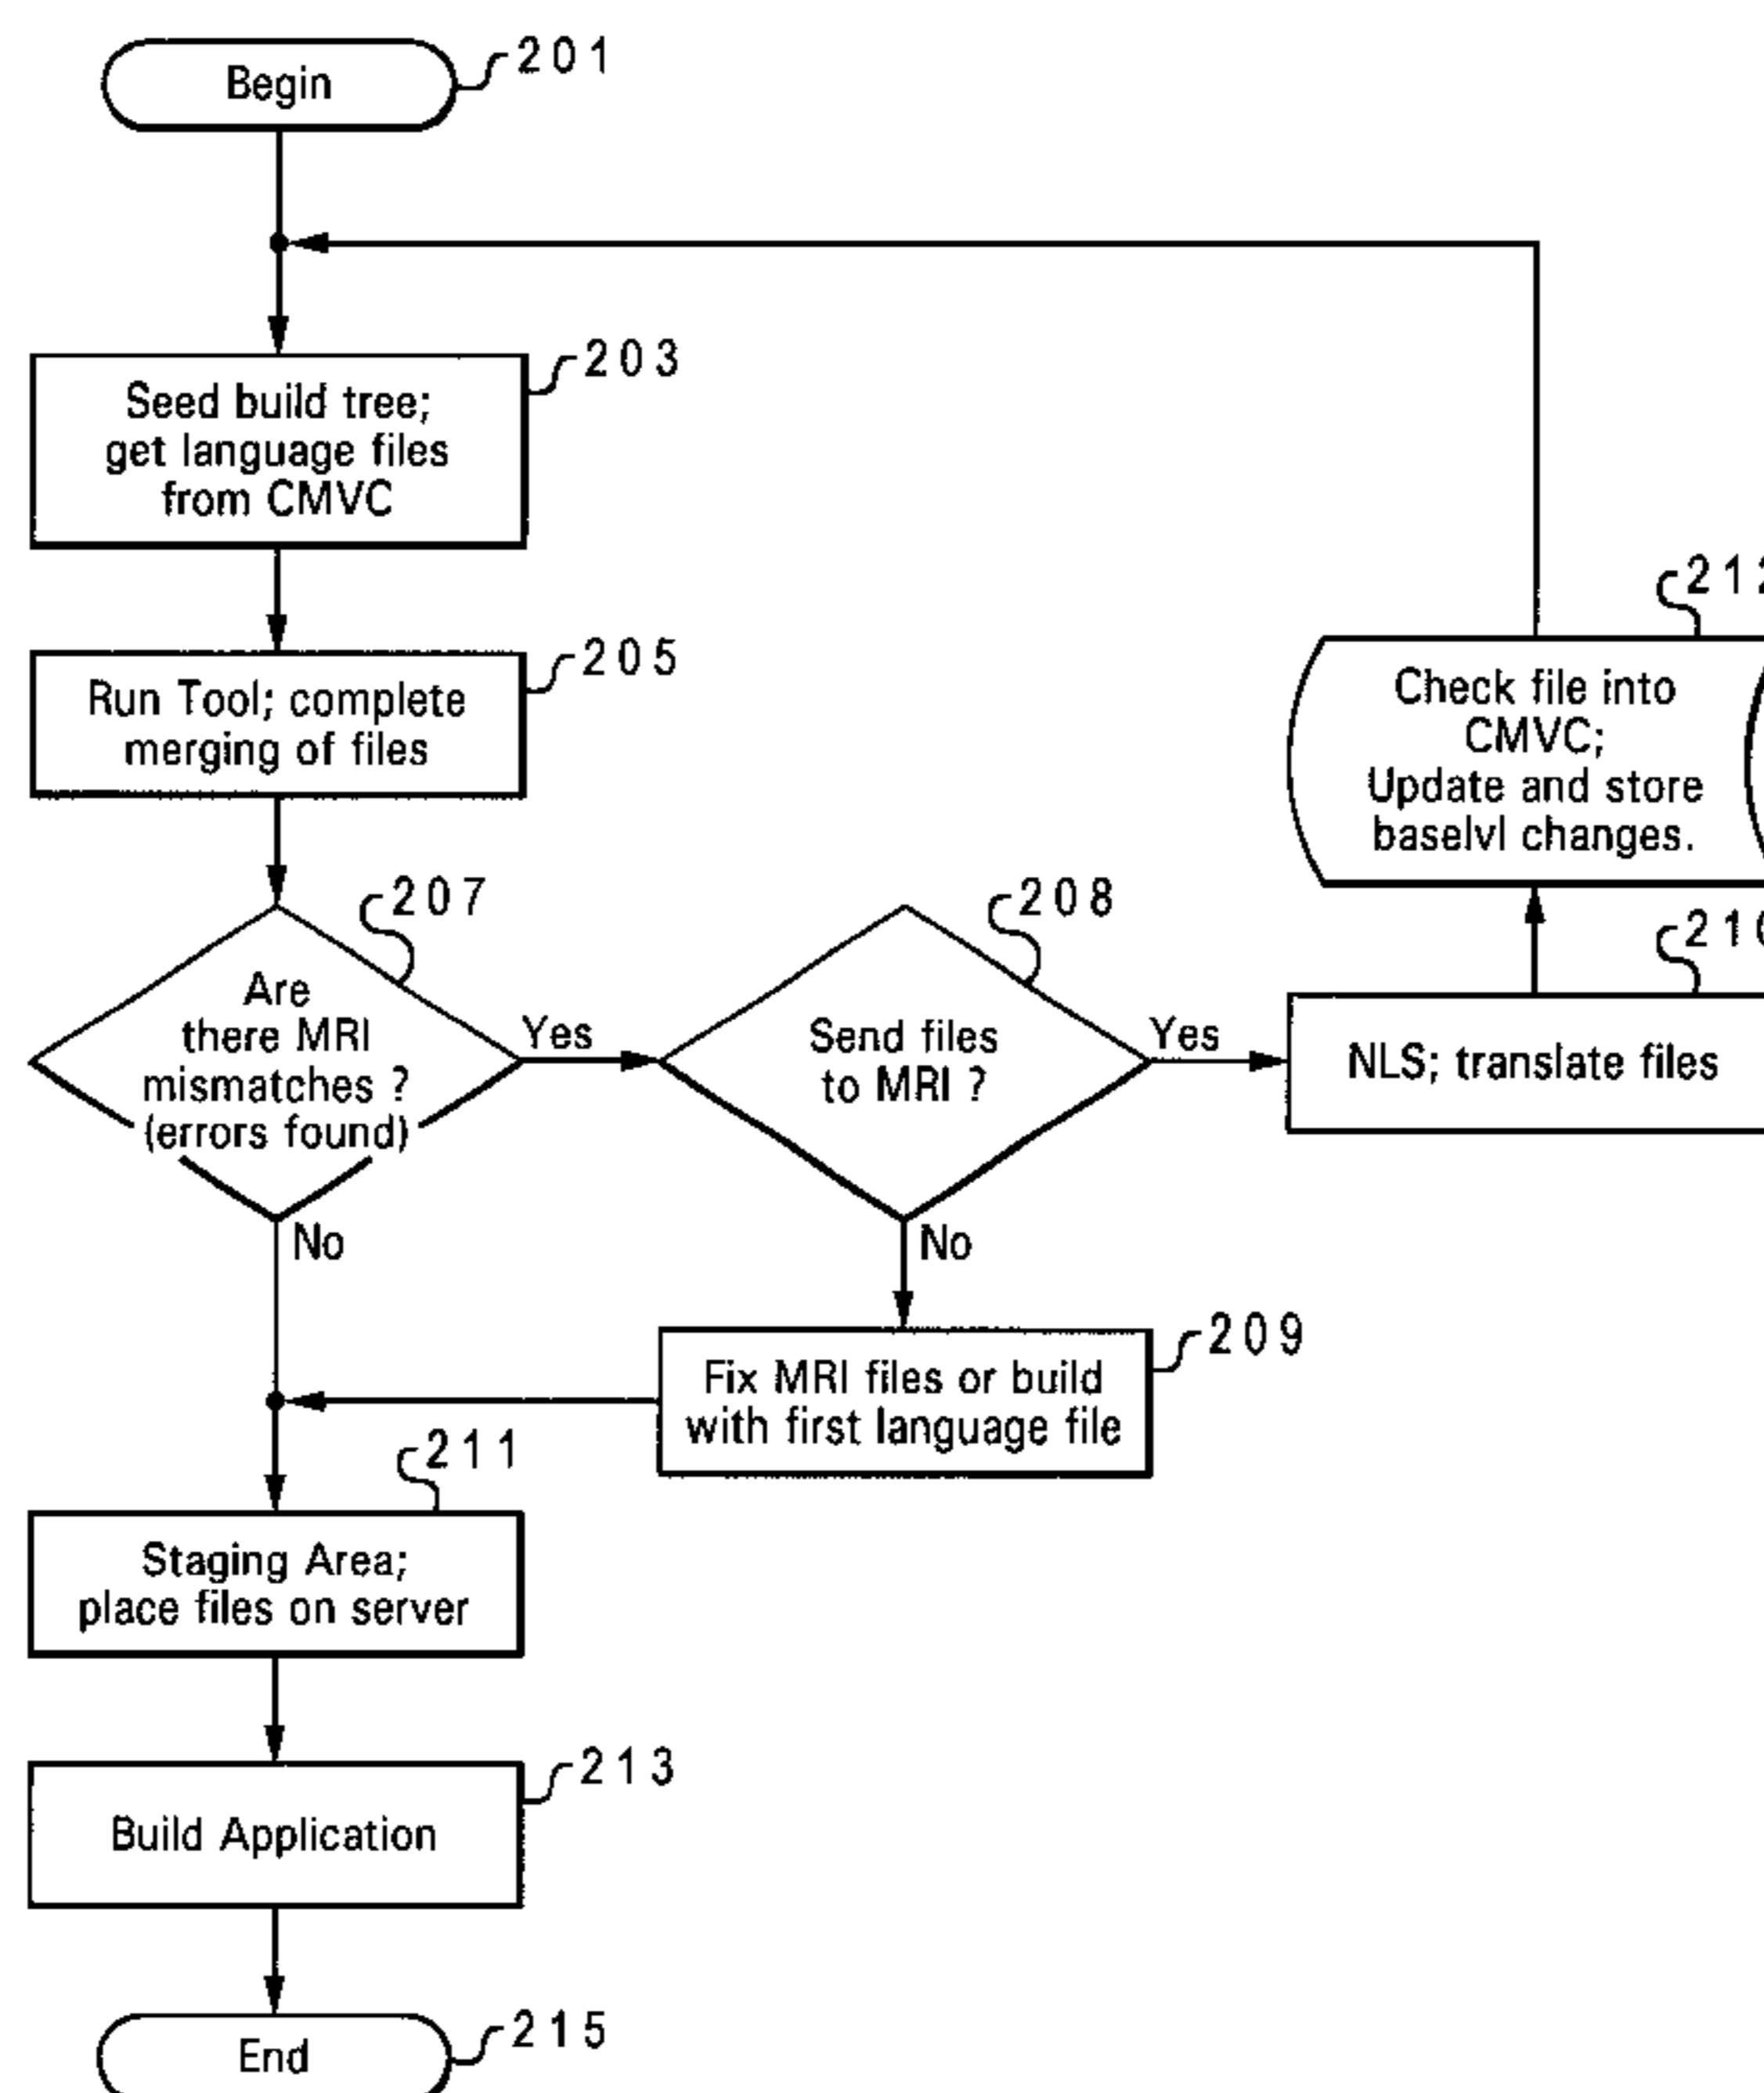 Begin
201
Seed build tree;
get language files
from CMVC
203
Run Tool; complete
merging of files
205
Check file into
CMVC;
Update and store
baselvl changes.
Are
there MRI
mismatches ?
(errors found)
207
Yes
No
Send files
to MRI ?
208
Yes
No
NLS; translate files
Fix MRI files or build
with first language file
209
Staging Area;
place files on server
211
Build Application
213
End
215